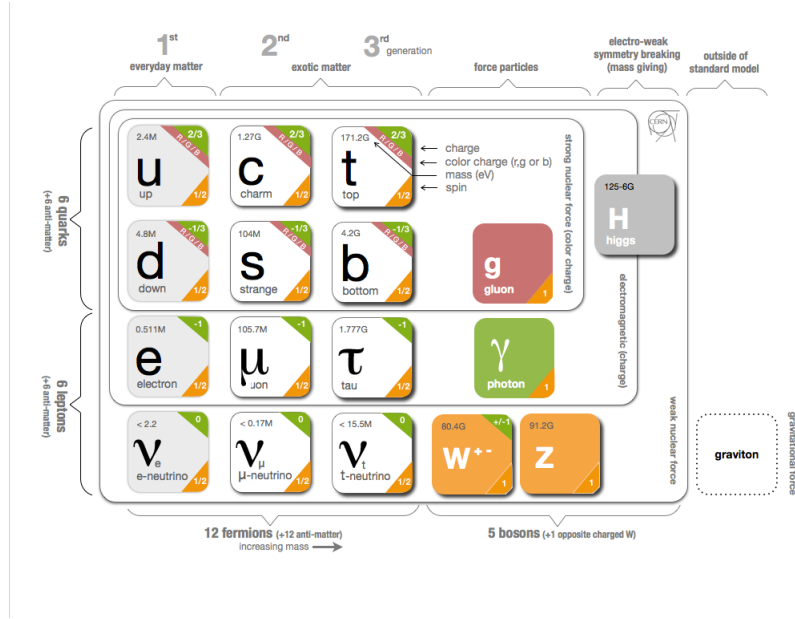 1st
2nd
3rd generation
everyday matter
exotic matter
force particles
electro-weak
symmetry breaking
(mass giving)
outside of
standard model
6 quarks
(+6 anti-matter)
6 leptons
(+6 anti-matter)
2.4M
2/3
R/G/B
u
up
1/2
1.27G
2/3
R/G/B
c
charm
1/2
171.2G
2/3
R/G/B
t
top
1/2
charge
color charge (r,g or b)
mass (eV)
spin
4.8M
-1/3
R/G/B
d
down
1/2
104M
-1/3
R/G/B
s
strange
1/2
4.2G
-1/3
R/G/B
b
bottom
1/2
g
gluon
1
strong nuclear force (color charge)
CERN
125-6G
H
higgs
0.511M
-1
e
electron
1/2
105.7M
-1
μ
uon
1/2
1.777G
-1
τ
tau
1/2
γ
photon
1
electromagnetic (charge)
< 2.2
0
νe
e-neutrino
1/2
< 0.17M
0
νμ
μ-neutrino
1/2
< 15.5M
0
νt
t-neutrino
1/2
80.4G
+/-1
W+-
1
91.2G
Z
1
weak nuclear force
graviton
gravnational force
12 fermions (+12 anti-matter)
increasing mass
5 bosons (+1 opposite charged W)